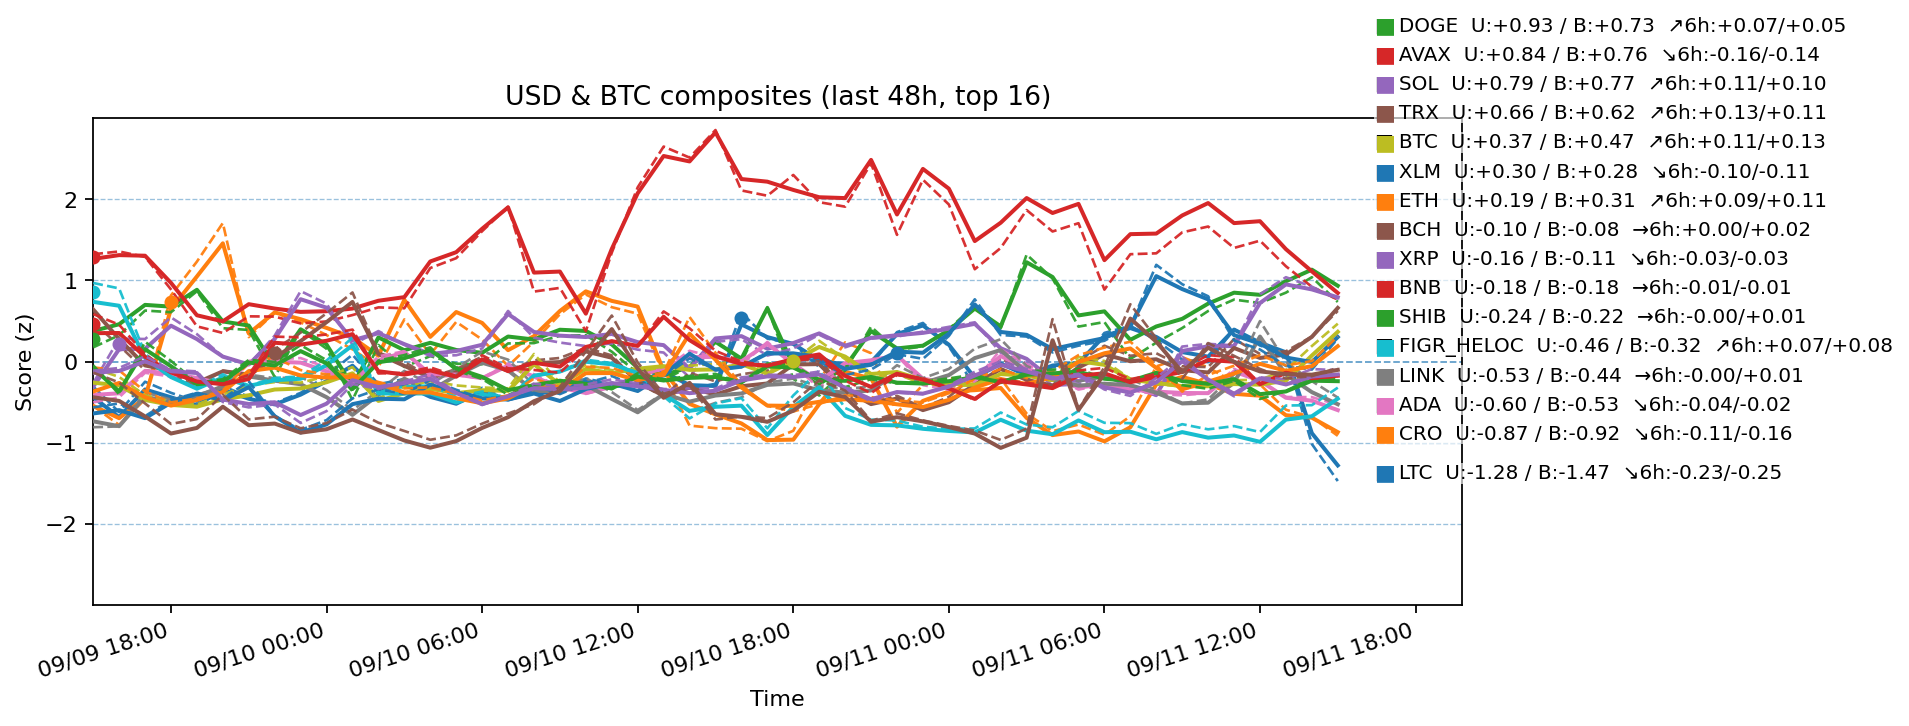 DOGE U:+0.93 / B:+0.73 ↗6h:+0.07/+0.05
AVAX U:+0.84 / B:+0.76 ↘6h:-0.16/-0.14
SOL U:+0.79 / B:+0.77 ↗6h:+0.11/+0.10
TRX U:+0.66 / B:+0.62 ↗6h:+0.13/+0.11
BTC U:+0.37 / B:+0.47 ↗6h:+0.11/+0.13
XLM U:+0.30 / B:+0.28 ↘6h:-0.10/-0.11
ETH U:+0.19 / B:+0.31 ↗6h:+0.09/+0.11
BCH U:-0.10 / B:-0.08 →6h:+0.00/+0.02
XRP U:-0.16 / B:-0.11 ↘6h:-0.03/-0.03
BNB U:-0.18 / B:-0.18 →6h:-0.01/-0.01
SHIB U:-0.24 / B:-0.22 →6h:-0.00/+0.01
FIGR_HELOC U:-0.46 / B:-0.32 ↗6h:+0.07/+0.08
LINK U:-0.53 / B:-0.44 →6h:-0.00/+0.01
ADA U:-0.60 / B:-0.53 ↘6h:-0.04/-0.02
CRO U:-0.87 / B:-0.92 ↘6h:-0.11/-0.16
LTC U:-1.28 / B:-1.47 ↘6h:-0.23/-0.25
USD & BTC composites (last 48h, top 16)
Score (z)
2
1
0
−1
−2
09/09 18:00
09/10 00:00
09/10 06:00
09/10 12:00
09/10 18:00
09/11 00:00
09/11 06:00
09/11 12:00
09/11 18:00
Time